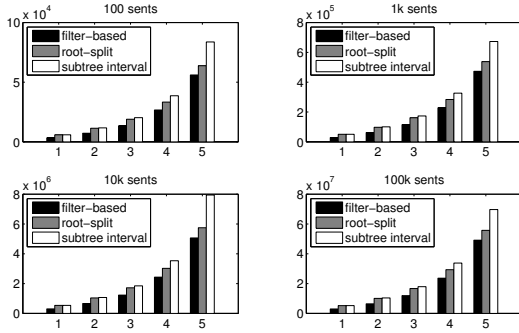 100 sents
x 10^4
10
5
0
filter-based
root-split
subtree interval
1 2 3 4 5
1k sents
x 10^5
8
6
4
2
0
filter-based
root-split
subtree interval
1 2 3 4 5
10k sents
x 10^6
8
6
4
2
0
filter-based
root-split
subtree interval
1 2 3 4 5
100k sents
x 10^7
8
6
4
2
0
filter-based
root-split
subtree interval
1 2 3 4 5